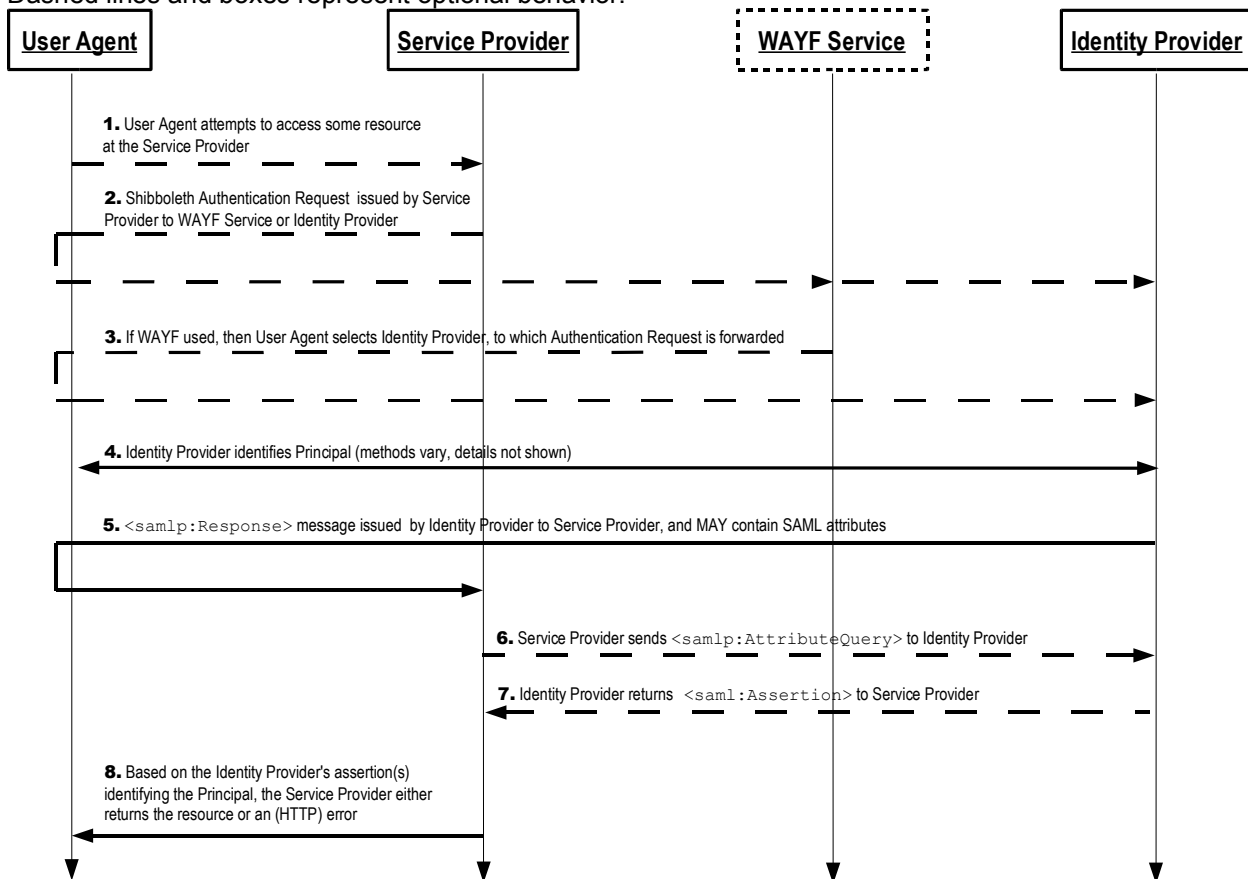 Dashed lines and boxes represent optional behavior.
User Agent
Service Provider
WAYF Service
Identity Provider
1. User Agent attempts to access some resource
at the Service Provider
2. Shibboleth Authentication Request issued by Service
Provider to WAYF Service or Identity Provider
3. If WAYF used, then User Agent selects Identity Provider, to which Authentication Request is forwarded
4. Identity Provider identifies Principal (methods vary, details not shown)
5. <samlp:Response> message issued by Identity Provider to Service Provider, and MAY contain SAML attributes
6. Service Provider sends <samlp:AttributeQuery> to Identity Provider
7. Identity Provider returns <saml:Assertion> to Service Provider
8. Based on the Identity Provider's assertion(s)
identifying the Principal, the Service Provider either
returns the resource or an (HTTP) error